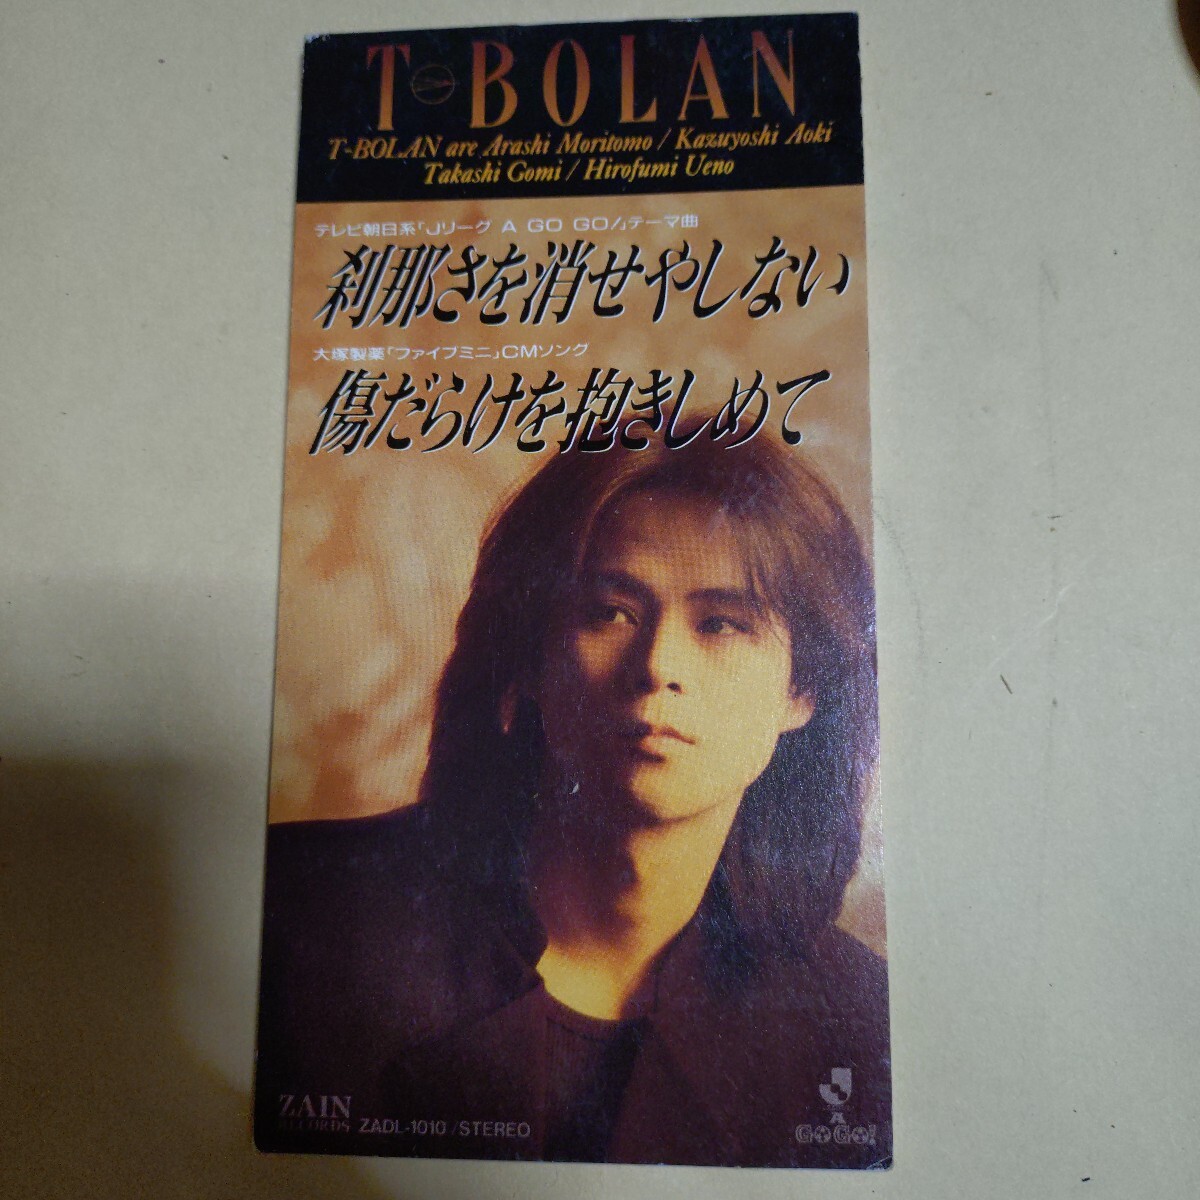 T-BOLAN
T-BOLAN are Arashi Moritomo / Kazuyoshi Aoki
Takashi Gomi / Hirofumi Ueno
テレビ朝日系「Jリーグ A GO GO!」テーマ曲
刹那さを消せやしない
大塚製薬「ファイブミニ」CMソング
傷だらけを抱きしめて
ZAIN
RECORDS ZADL-1010 / STEREO
J
A
GO GO!